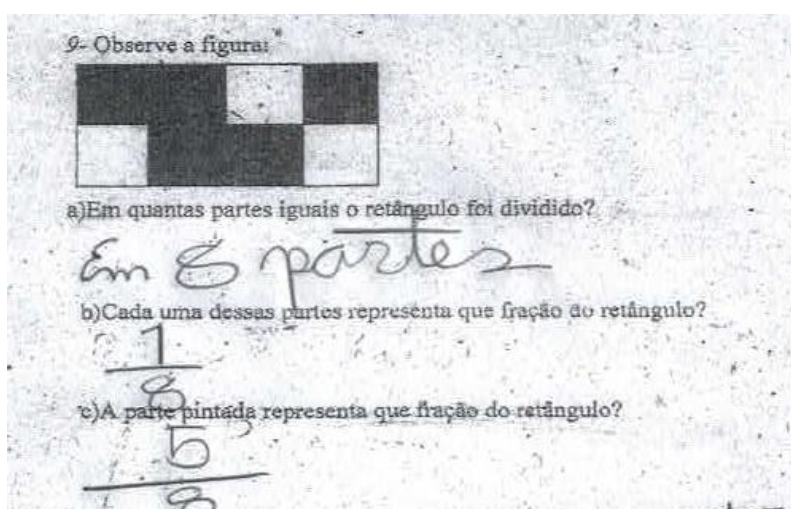 9- Observe a figura:
a)Em quantas partes iguais o retângulo foi dividido?
Em 8 partes
b)Cada uma dessas partes representa que fração do retângulo?
1
8
c)A parte pintada representa que fração do retângulo?
5
8